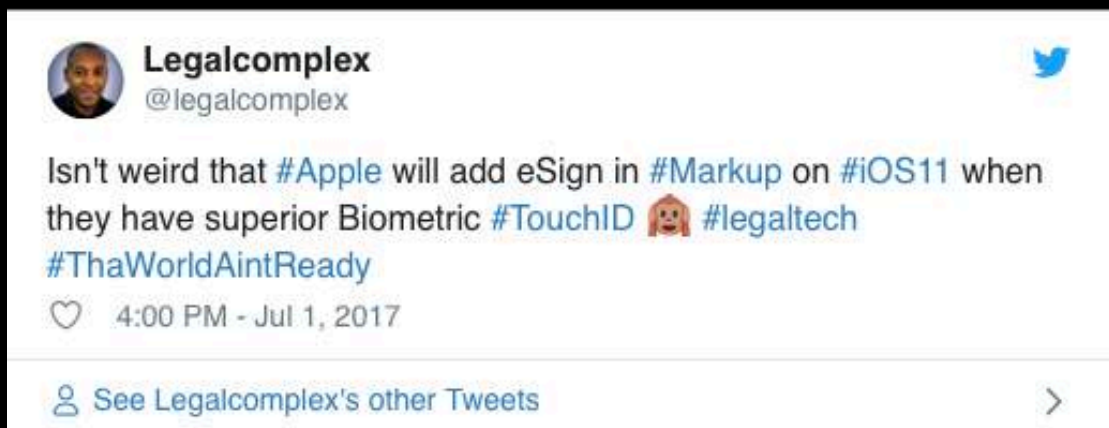 Legalcomplex
@legalcomplex
Isn't weird that #Apple will add eSign in #Markup on #iOS11 when
they have superior Biometric #TouchID 🙉 #legaltech
#ThaWorldAintReady
4:00 PM - Jul 1, 2017
See Legalcomplex's other Tweets